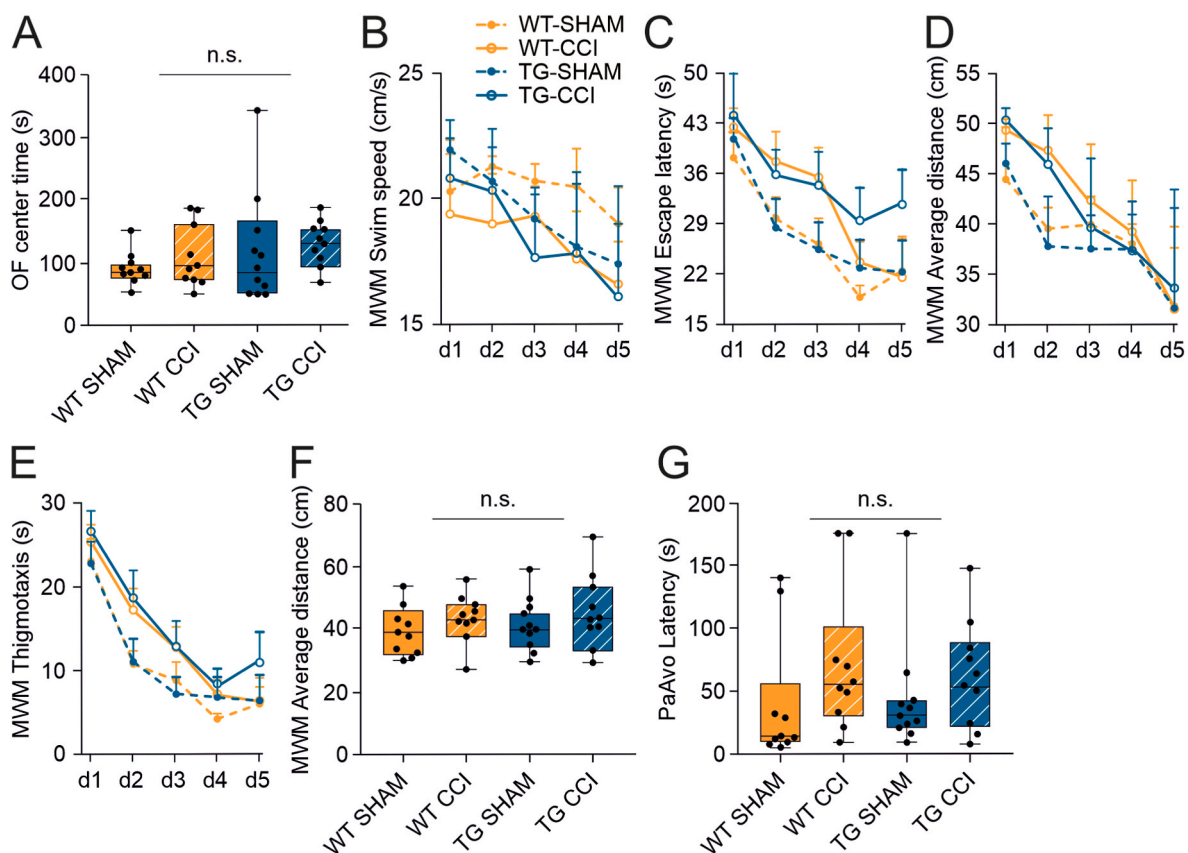 A
n.s.
OF center time (s)
400
300
200
100
0
WT SHAM
WT CCI
TG SHAM
TG CCI
B
WT-SHAM
WT-CCI
TG-SHAM
TG-CCI
MWM Swim speed (cm/s)
25
20
15
d1 d2 d3 d4 d5
C
MWM Escape latency (s)
50
43
36
29
22
15
d1 d2 d3 d4 d5
D
MWM Average distance (cm)
55
50
45
40
35
30
d1 d2 d3 d4 d5
E
MWM Thigmotaxis (s)
30
20
10
0
d1 d2 d3 d4 d5
F
n.s.
MWM Average distance (cm)
80
60
40
20
0
WT SHAM
WT CCI
TG SHAM
TG CCI
G
n.s.
PaAvo Latency (s)
200
150
100
50
0
WT SHAM
WT CCI
TG SHAM
TG CCI